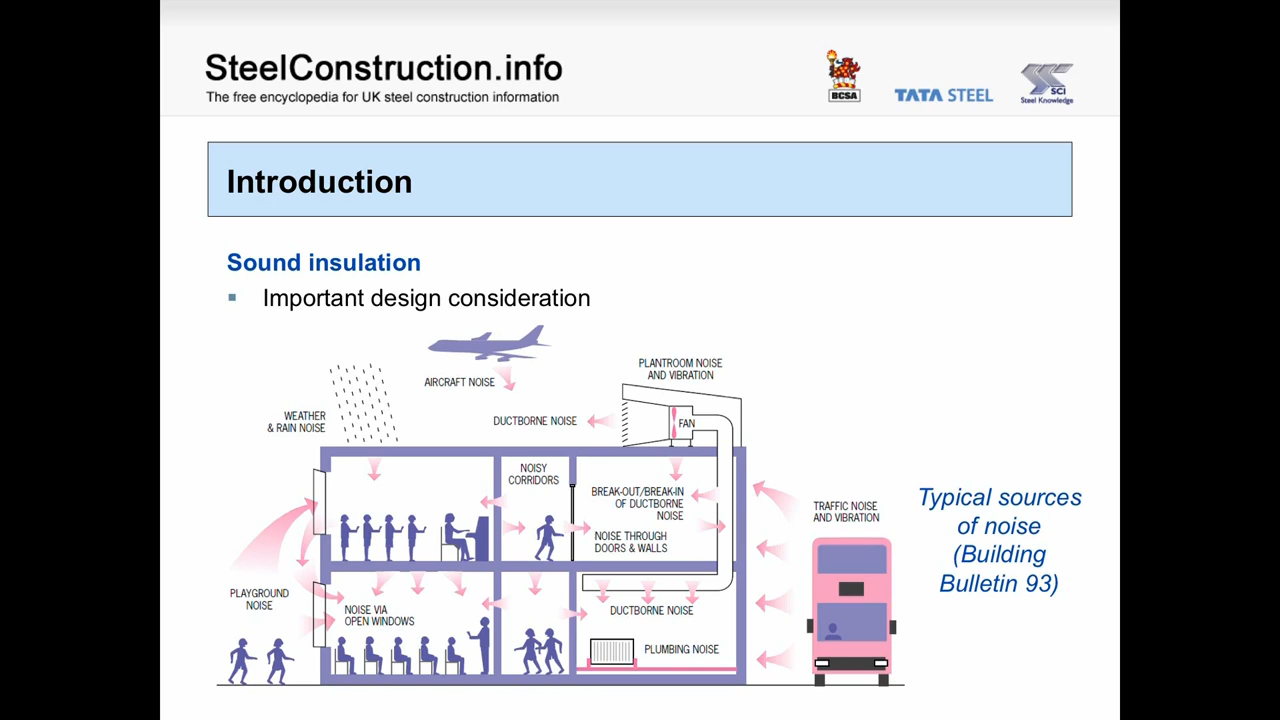 SteelConstruction.info
The free encyclopedia for UK steel construction information
BCSA
TATA STEEL
SCI
Steel Knowledge
Introduction
Sound insulation
▪ Important design consideration
AIRCRAFT NOISE
PLANTROOM NOISE
AND VIBRATION
WEATHER
& RAIN NOISE
DUCTBORNE NOISE
FAN
NOISY
CORRIDORS
BREAK-OUT/BREAK-IN
OF DUCTBORNE
NOISE
NOISE THROUGH
DOORS & WALLS
TRAFFIC NOISE
AND VIBRATION
Typical sources
of noise
(Building
Bulletin 93)
PLAYGROUND
NOISE
NOISE VIA
OPEN WINDOWS
DUCTBORNE NOISE
PLUMBING NOISE